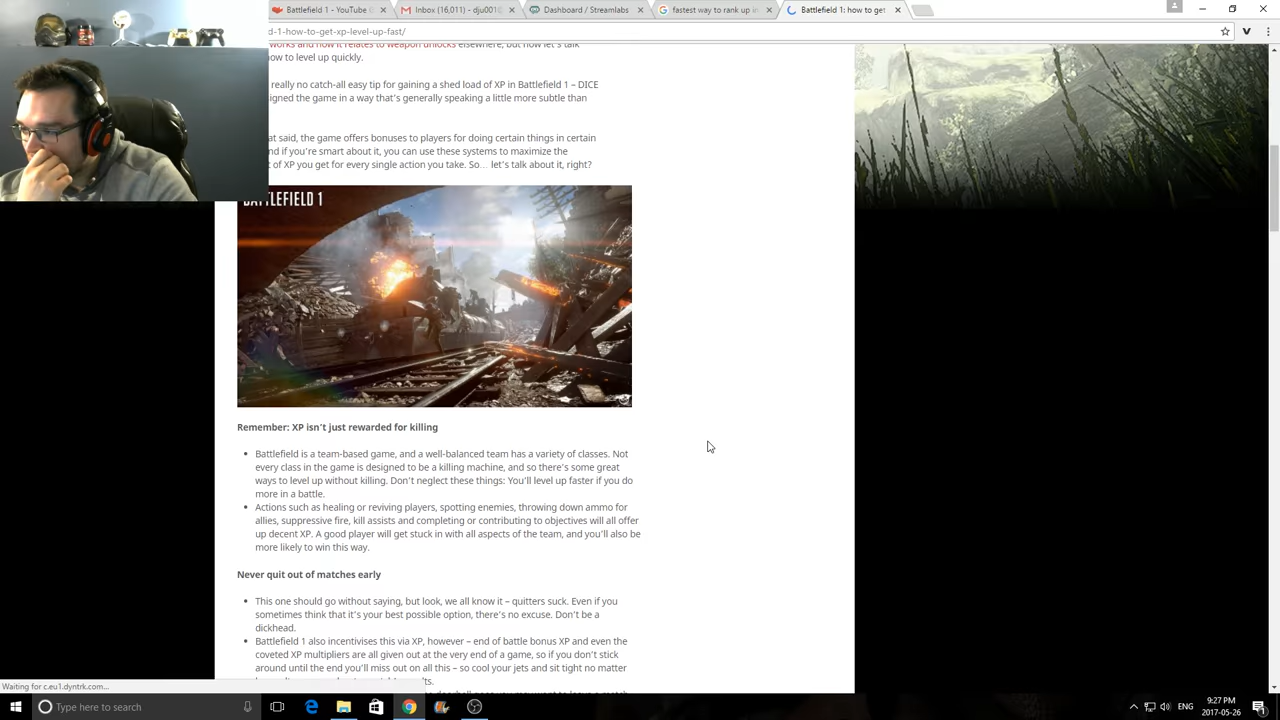 Battlefield 1 - YouTube
Inbox (16,011) - dju001
Dashboard / Streamlabs
fastest way to rank up in
Battlefield 1: how to get
d-1-how-to-get-xp-level-up-fast/
works and how it relates to weapon unlocks elsewhere, but now let's talk
how to level up quickly.
really no catch-all easy tip for gaining a shed load of XP in Battlefield 1 – DICE
igned the game in a way that's generally speaking a little more subtle than
at said, the game offers bonuses to players for doing certain things in certain
nd if you're smart about it, you can use these systems to maximize the
t of XP you get for every single action you take. So… let's talk about it, right?
BATTLEFIELD 1
Remember: XP isn't just rewarded for killing
Battlefield is a team-based game, and a well-balanced team has a variety of classes. Not
every class in the game is designed to be a killing machine, and so there's some great
ways to level up without killing. Don't neglect these things: You'll level up faster if you do
more in a battle.
Actions such as healing or reviving players, spotting enemies, throwing down ammo for
allies, suppressive fire, kill assists and completing or contributing to objectives will all offer
up decent XP. A good player will get stuck in with all aspects of the team, and you'll also be
more likely to win this way.
Never quit out of matches early
This one should go without saying, but look, we all know it – quitters suck. Even if you
sometimes think that it's your best possible option, there's no excuse. Don't be a
dickhead.
Battlefield 1 also incentivises this via XP, however – end of battle bonus XP and even the
coveted XP multipliers are all given out at the very end of a game, so if you don't stick
around until the end you'll miss out on all this – so cool your jets and sit tight no matter
Waiting for c.eu1.dyntrk.com...
Type here to search
ENG
9:27 PM
2017-05-26